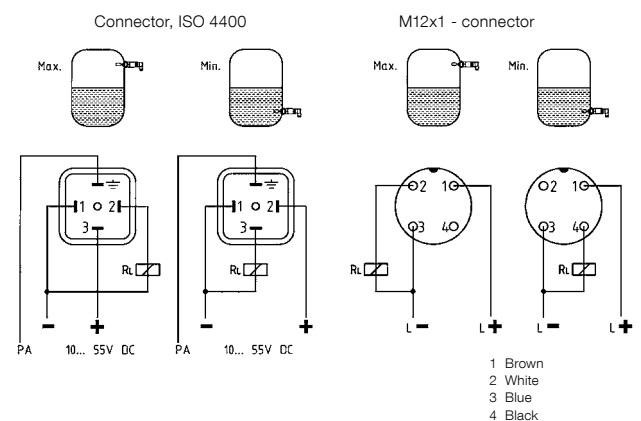 Connector, ISO 4400
M12x1 - connector
Max.
Min.
Max.
Min.
1 2
3
1 2
3
2 1
3 4
2 1
3 4
RL
RL
RL
RL
− +
− +
L − L +
L − L +
PA 10... 55V DC
PA 10... 55V DC
1 Brown
2 White
3 Blue
4 Black